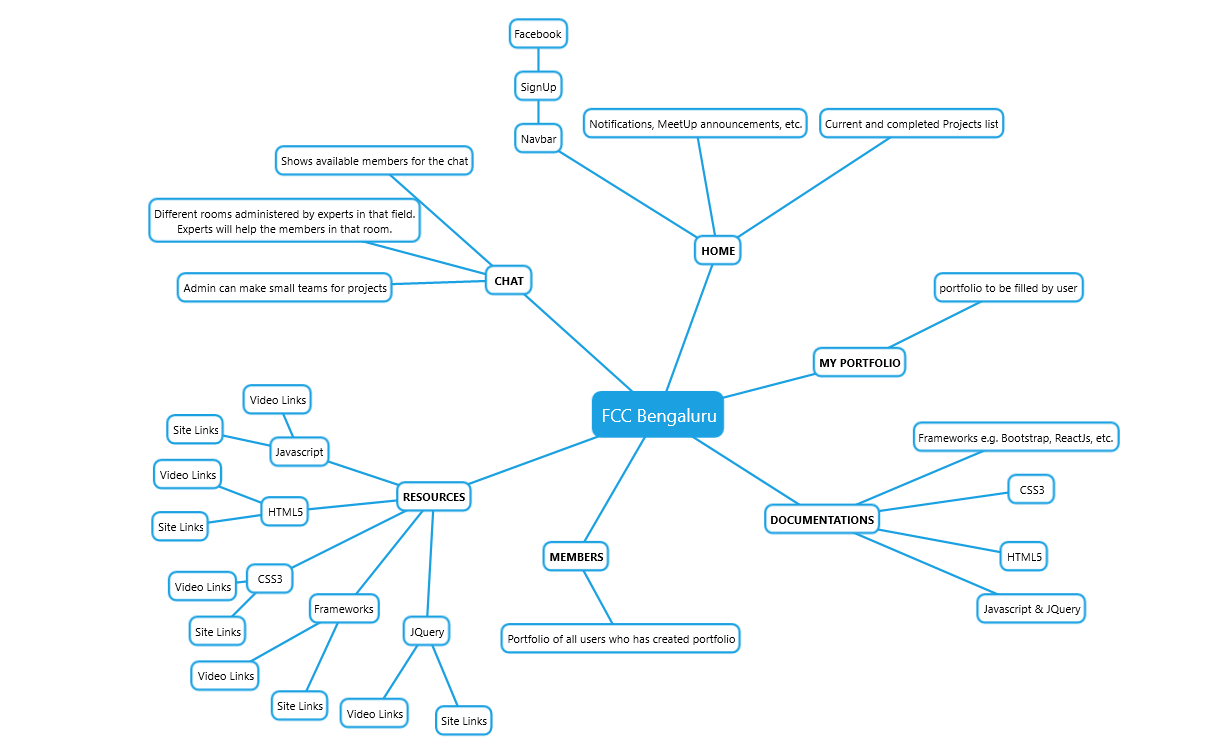 Facebook
SignUp
Navbar
Notifications, MeetUp announcements, etc.
Current and completed Projects list
Shows available members for the chat
Different rooms administered by experts in that field.
Experts will help the members in that room.
Admin can make small teams for projects
CHAT
HOME
portfolio to be filled by user
MY PORTFOLIO
FCC Bengaluru
Frameworks e.g. Bootstrap, ReactJs, etc.
CSS3
DOCUMENTATIONS
HTML5
Javascript & JQuery
MEMBERS
Portfolio of all users who has created portfolio
RESOURCES
Video Links
Site Links
Javascript
Video Links
HTML5
Site Links
CSS3
Video Links
Site Links
Frameworks
Video Links
Site Links
JQuery
Video Links
Site Links